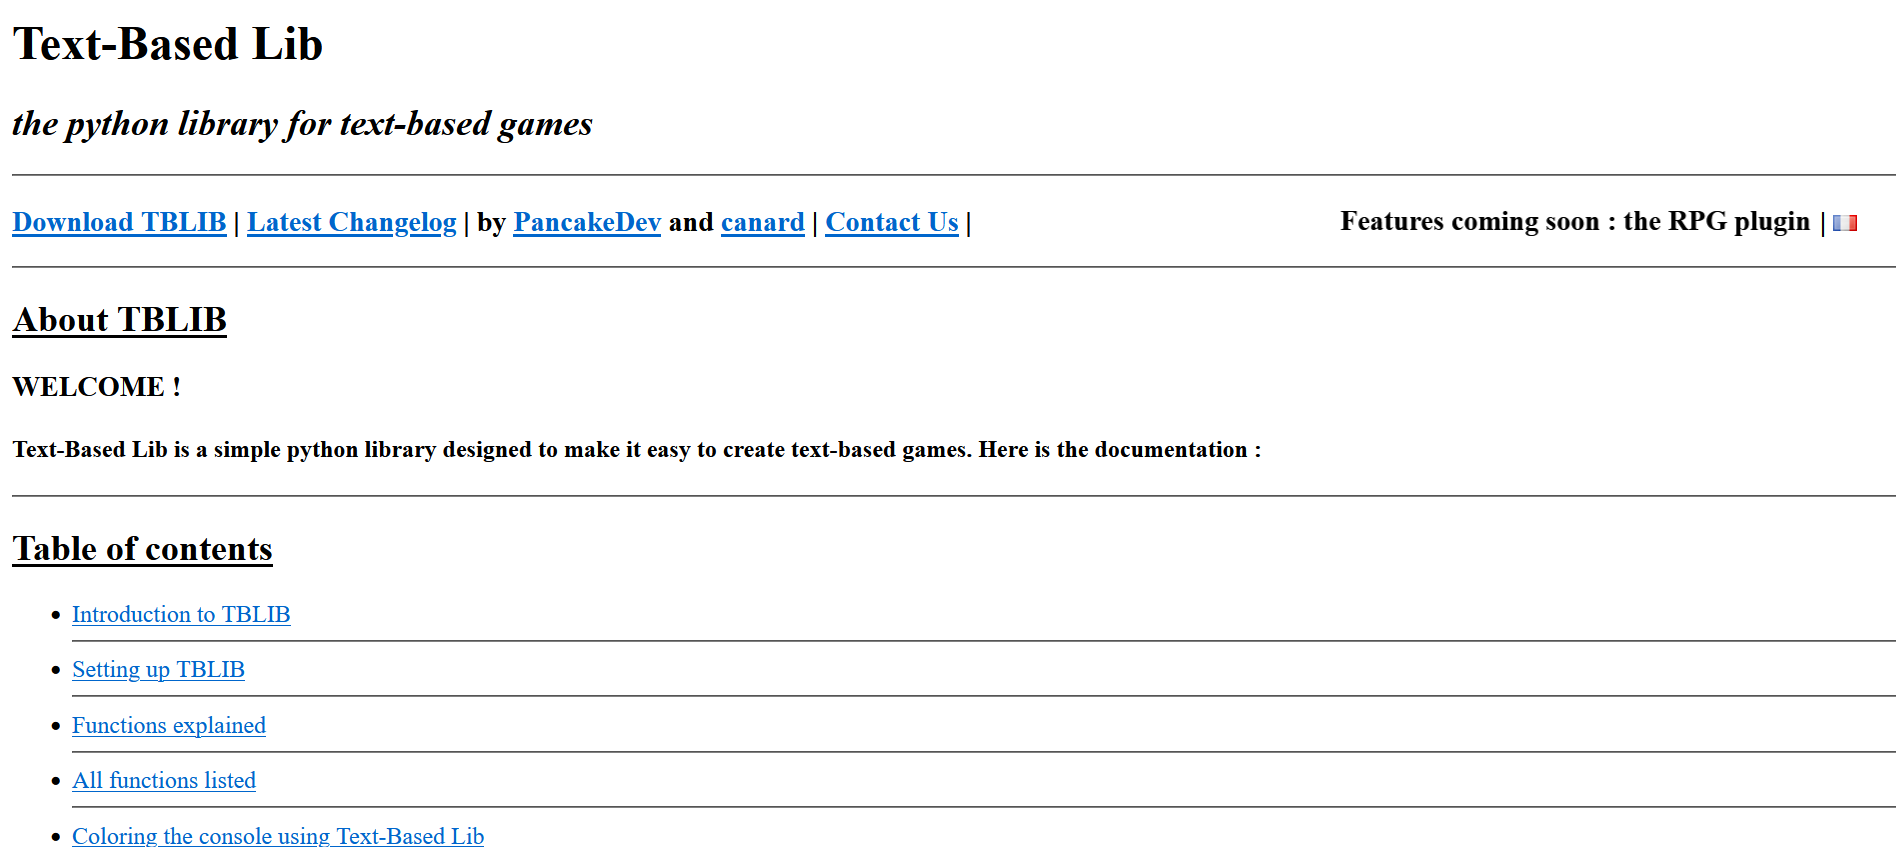 Text-Based Lib
the python library for text-based games
Download TBLIB | Latest Changelog | by PancakeDev and canard | Contact Us | Features coming soon : the RPG plugin |
About TBLIB
WELCOME !
Text-Based Lib is a simple python library designed to make it easy to create text-based games. Here is the documentation :
Table of contents
Introduction to TBLIB
Setting up TBLIB
Functions explained
All functions listed
Coloring the console using Text-Based Lib